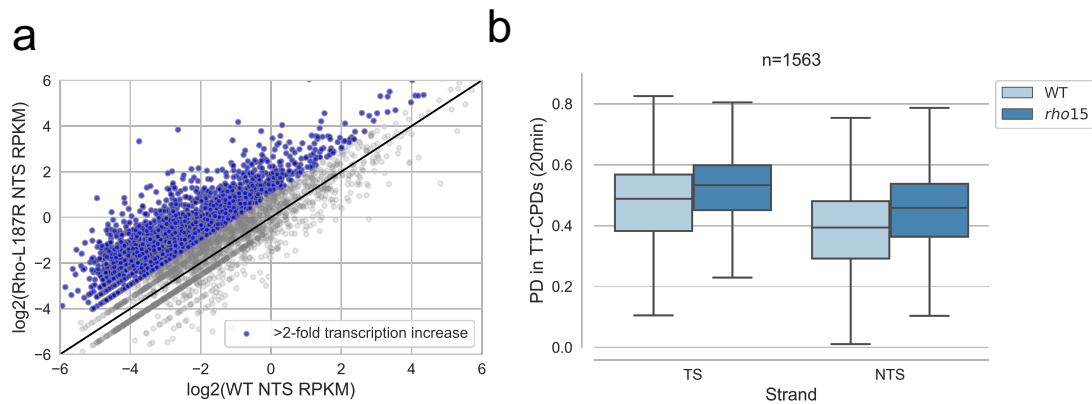 a
log2(Rho-L187R NTS RPKM)
6
4
2
0
−2
−4
−6
−6
−4
−2
0
2
4
6
>2-fold transcription increase
log2(WT NTS RPKM)
b
n=1563
PD in TT-CPDs (20min)
0.8
0.6
0.4
0.2
0.0
TS
NTS
Strand
WT
rho15